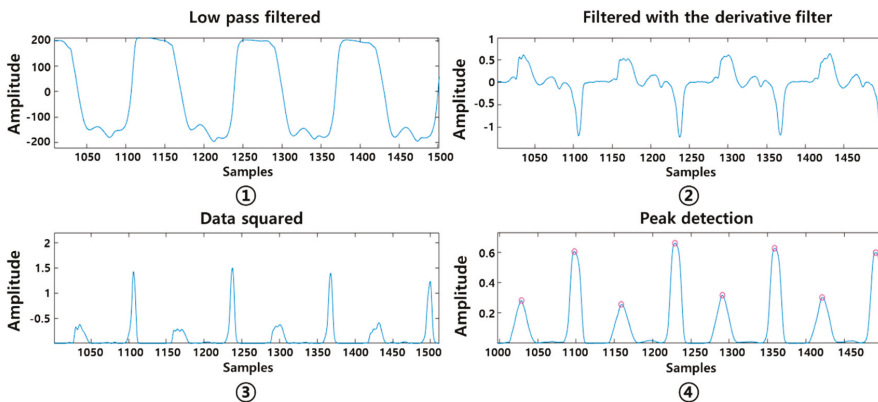 Low pass filtered
Amplitude
200
100
0
-100
-200
1050 1100 1150 1200 1250 1300 1350 1400 1450 1500
Samples
①
Filtered with the derivative filter
Amplitude
1
0.5
0
-0.5
-1
1050 1100 1150 1200 1250 1300 1350 1400 1450
Samples
②
Data squared
Amplitude
2
1.5
1.0
-0.5
1050 1100 1150 1200 1250 1300 1350 1400 1450 1500
Samples
③
Peak detection
Amplitude
0.6
0.4
0.2
1000 1050 1100 1150 1200 1250 1300 1350 1400 1450
Samples
④